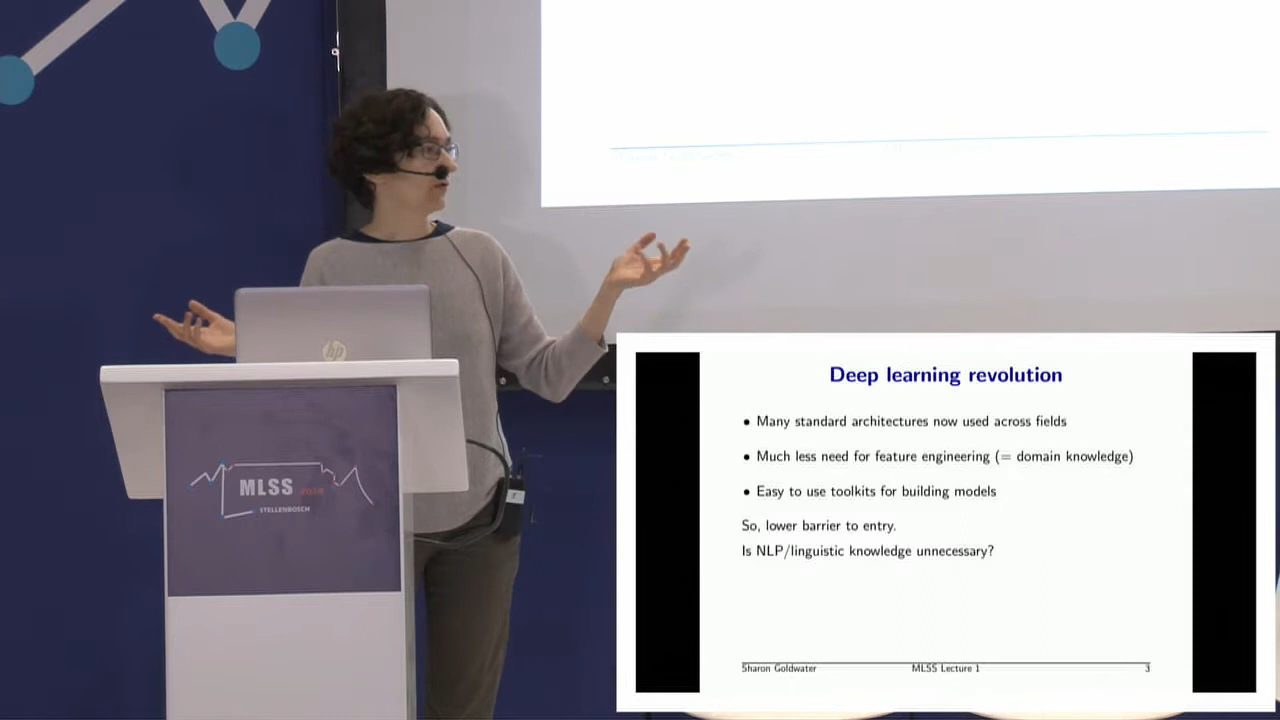 hp
MLSS 2019
STELLENBOSCH
Deep learning revolution
• Many standard architectures now used across fields
• Much less need for feature engineering (= domain knowledge)
• Easy to use toolkits for building models
So, lower barrier to entry.
Is NLP/linguistic knowledge unnecessary?
Sharon Goldwater MLSS Lecture 1 3